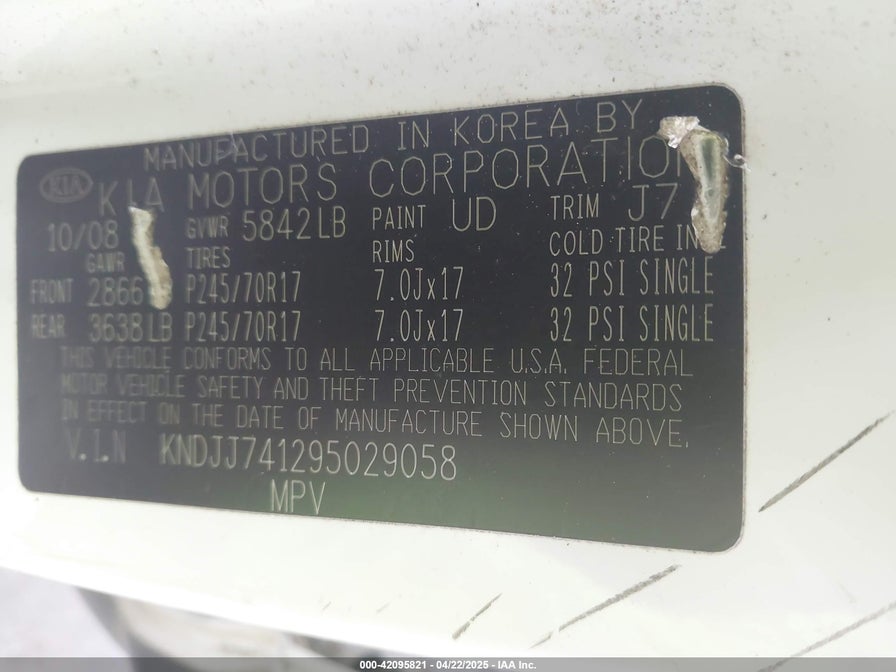 MANUFACTURED IN KOREA BY
KIA KIA MOTORS CORPORATION
10/08 GVWR 5842LB PAINT UD TRIM J7
GAWR TIRES RIMS COLD TIRE
FRONT 2866 P245/70R17 7.0Jx17 32 PSI SINGLE
REAR 3638LB P245/70R17 7.0Jx17 32 PSI SINGLE
THIS VEHICLE CONFORMS TO ALL APPLICABLE U.S.A. FEDERAL
MOTOR VEHICLE SAFETY AND THEFT PREVENTION STANDARDS
IN EFFECT ON THE DATE OF MANUFACTURE SHOWN ABOVE.
V.I.N KNDJJ741295029058
MPV
000-42095821 - 04/22/2025 - IAA Inc.